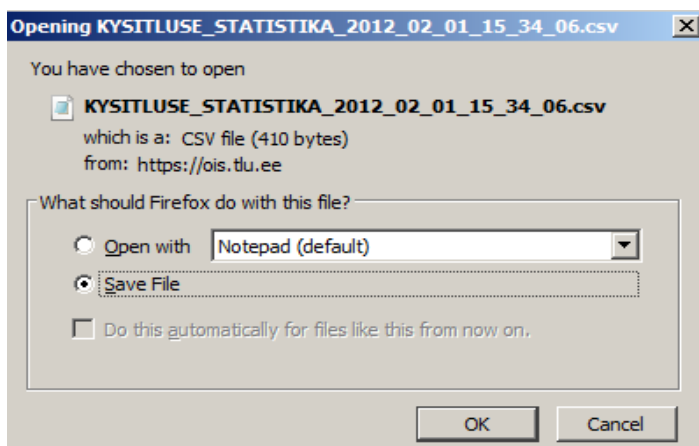 Opening KYSITLUSE_STATISTIKA_2012_02_01_15_34_06.csv
You have chosen to open
KYSITLUSE_STATISTIKA_2012_02_01_15_34_06.csv
which is a: CSV file (410 bytes)
from: https://ois.tlu.ee
What should Firefox do with this file?
Open with Notepad (default)
Save File
Do this automatically for files like this from now on.
OK Cancel